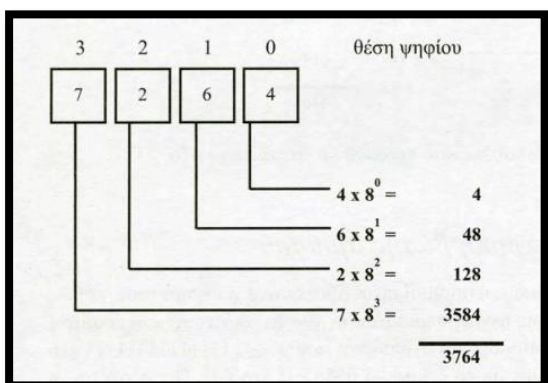 3 2 1 0 θέση ψηφίου
7 2 6 4
4 x 8⁰ = 4
6 x 8¹ = 48
2 x 8² = 128
7 x 8³ = 3584
3764